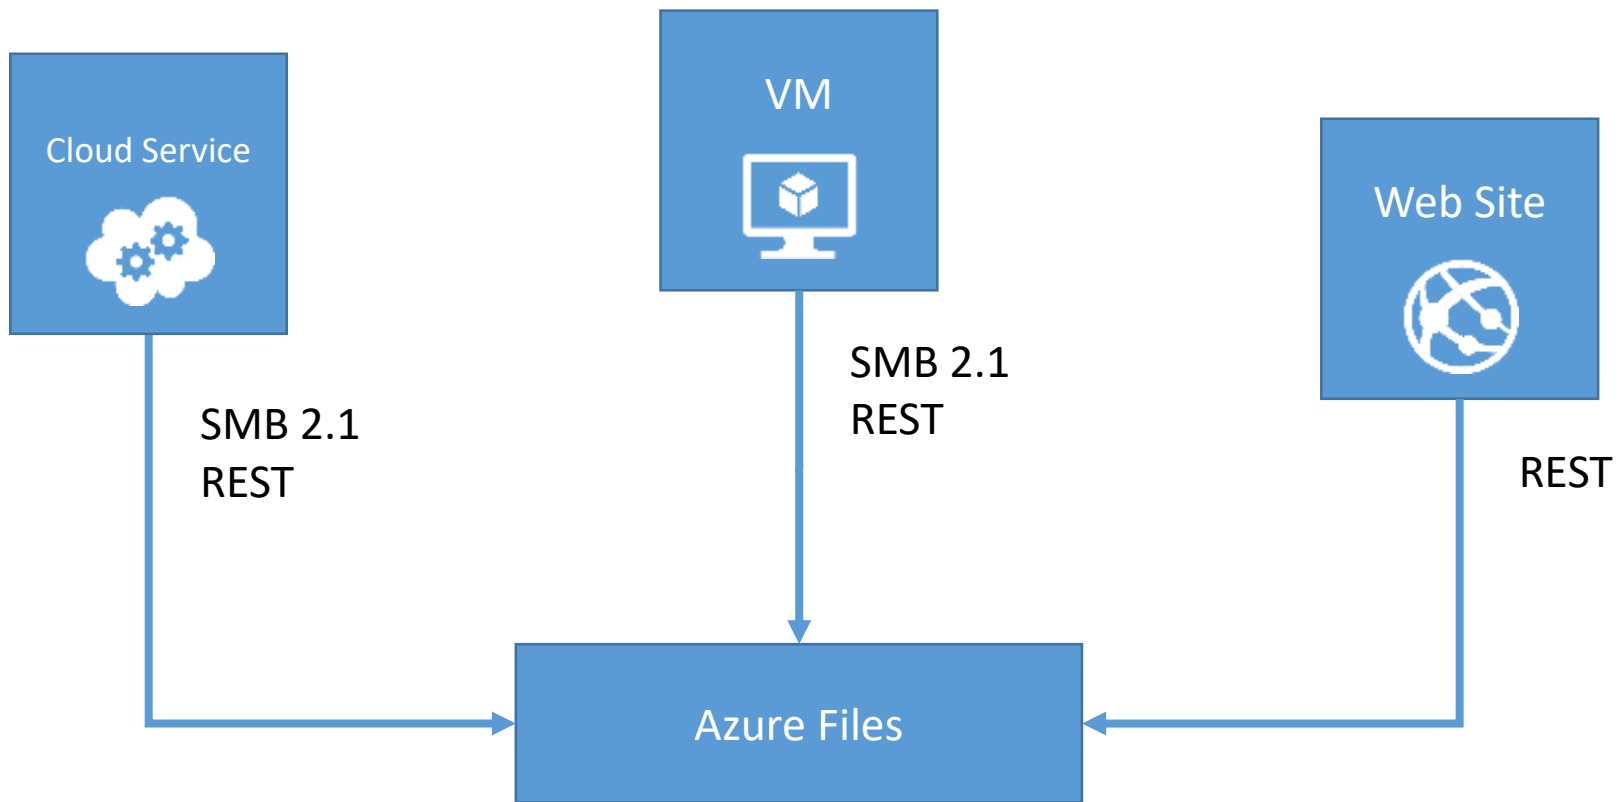 Cloud Service
VM
Web Site
SMB 2.1
REST
SMB 2.1
REST
REST
Azure Files